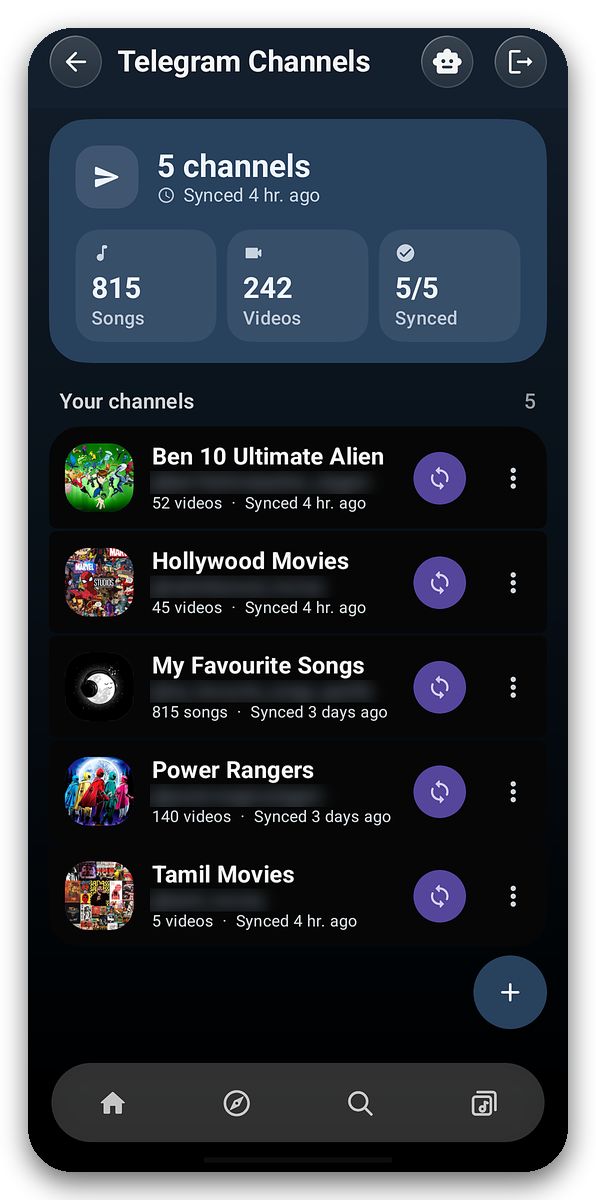 Telegram Channels
5 channels
Synced 4 hr. ago
815
Songs
242
Videos
5/5
Synced
Your channels
5
Ben 10 Ultimate Alien
52 videos · Synced 4 hr. ago
MARVEL
STUDIOS
Hollywood Movies
45 videos · Synced 4 hr. ago
My Favourite Songs
815 songs · Synced 3 days ago
Power Rangers
140 videos · Synced 3 days ago
Tamil Movies
5 videos · Synced 4 hr. ago